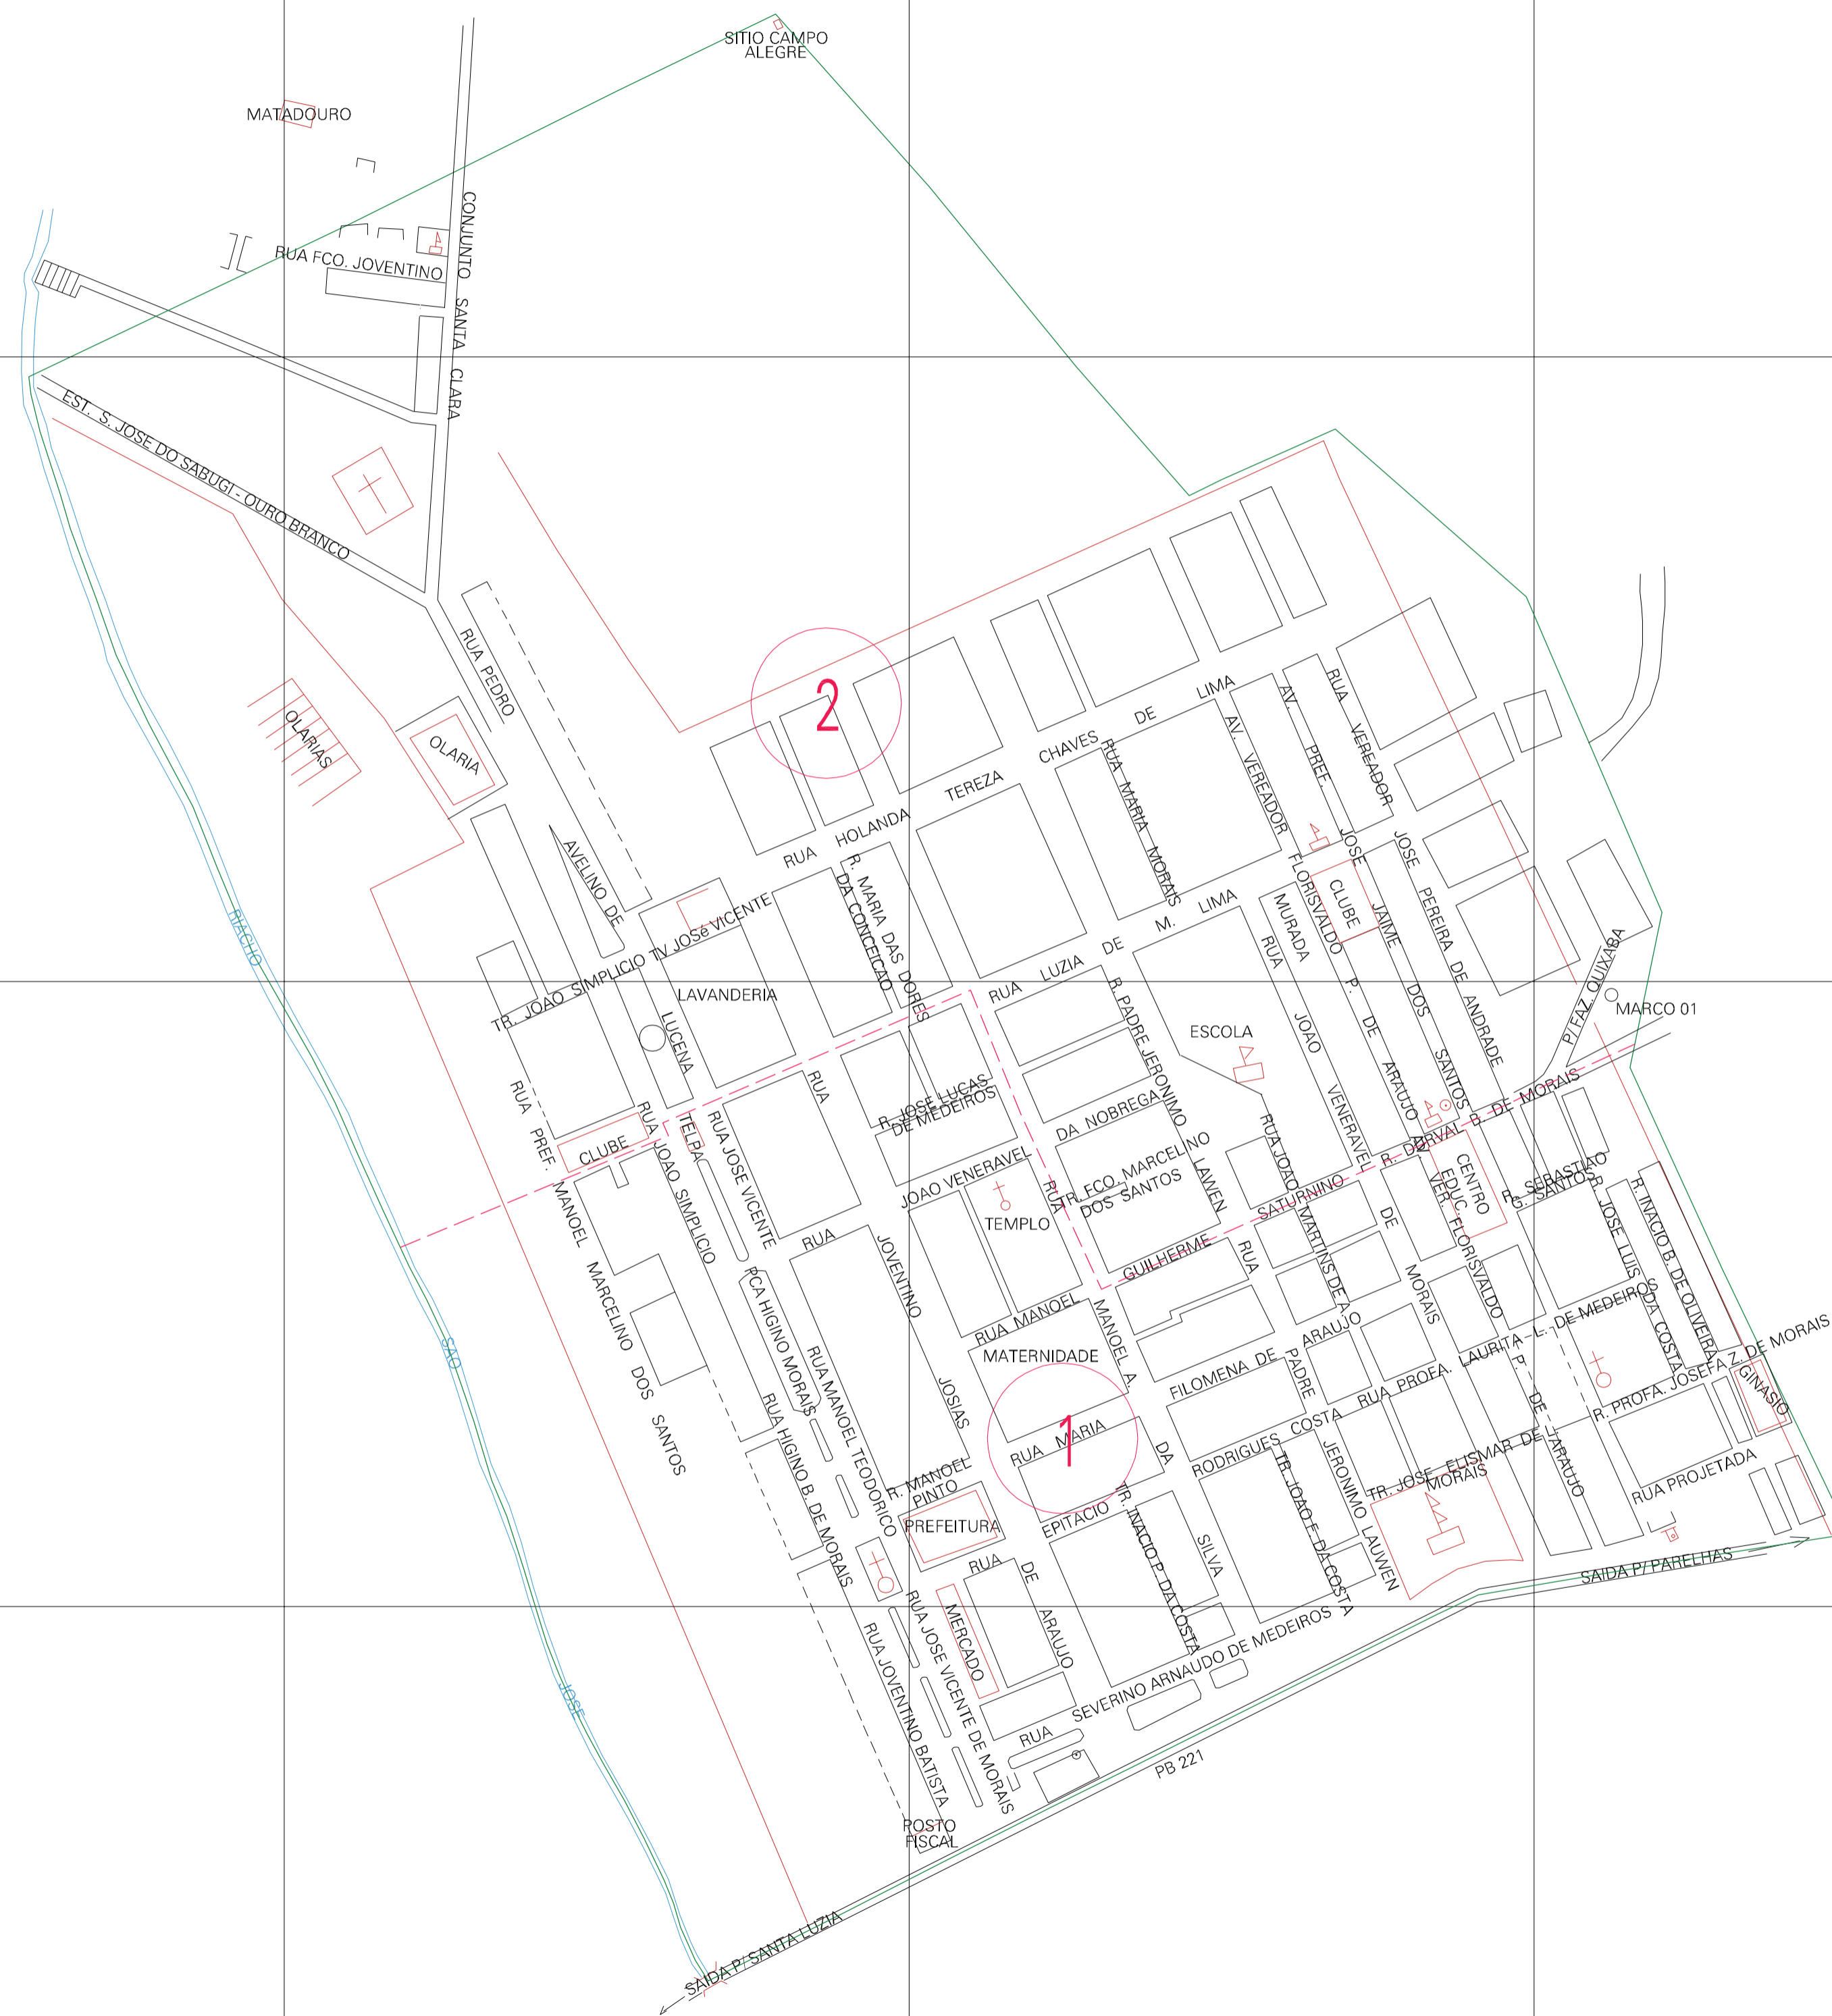 SITIO CAMPO
ALEGRE
MATADOURO
CONJUNTO SANTA CLARA
RUA FCO. JOVENTINO
EST. S. JOSE DO SABUGI - OURO BRANCO
RUA PEDRO
AVELINO DE
LUCENA
OLARIAS
OLARIA
2
RUA HOLANDA TEREZA CHAVES DE LIMA
AV. PREF. JOSE JAIME DOS SANTOS
RUA VEREADOR JOSE PEREIRA DE ANDRADE
AV. VEREADOR FLORISVALDO P. DE ARAUJO
RUA MARIA MORAIS
R. MARIA DAS DORES
DA CONCEICAO
TR. JOAO SIMPLICIO
TV JOSé VICENTE
LAVANDERIA
RUA LUZIA DE M. LIMA
MURADA
CLUBE
RUA JOAO VENERAVEL DE MORAIS
R. PADRE JERONIMO LAWEN
ESCOLA
P/ FAZ. QUIXABA
MARCO 01
RIACHO
SAO
JOSE
RUA PREF. MANOEL MARCELINO DOS SANTOS
CLUBE
TELPA
RUA JOAO SIMPLICIO
RUA JOSE VICENTE
RUA JOVENTINO
JOSIAS
R. JOSE LUCAS
DE MEDEIROS
DA NOBREGA
RUA JOAO VENERAVEL
TR. FCO. MARCELINO
DOS SANTOS
TEMPLO
RUA MANOEL A. DA SILVA
RUA JOAO MARTINS DE A.
GUILHERME SATURNINO
R. DORVAL B. DE MORAIS
CENTRO
EDUC.
VER. FLORISVALDO P. DE ARAUJO
R. SEBASTIAO
G. SANTOS
R. JOSE LUIS DA COSTA
R. INACIO B. DE OLIVEIRA
PCA HIGINO MORAIS
RUA MANOEL TEODORICO
RUA HIGINO B. DE MORAIS
RUA MANOEL
MATERNIDADE
1
RUA PADRE JERONIMO LAUWEN
FILOMENA DE ARAUJO
RUA PROFA. LAURITA L. DE MEDEIROS
R. PROFA. JOSEFA Z. DE MORAIS
GINASIO
RUA MARIA
RODRIGUES COSTA
R. MANOEL
PINTO
PREFEITURA
RUA EPITACIO
TR. INACIO P. DA COSTA
TR. JOAO F. DA COSTA
TR. JOSE ELISMAR DE
MORAIS
RUA PROJETADA
SAIDA P/ PARELHAS
DE ARAUJO
MERCADO
RUA JOSE VICENTE DE MORAIS
RUA JOVENTINO BATISTA
RUA SEVERINO ARNAUDO DE MEDEIROS
PB 221
POSTO
FISCAL
SAIDA P/ SANTA LUZIA